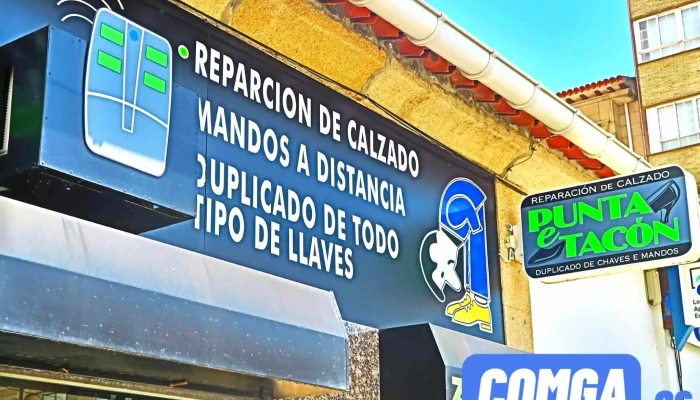 REPARCION DE CALZADO
MANDOS A DISTANCIA
DUPLICADO DE TODO
TIPO DE LLAVES
REPARACIÓN DE CALZADO
PUNTA
e TACÓN
DUPLICADO DE CHAVES E MANDOS
COMGA